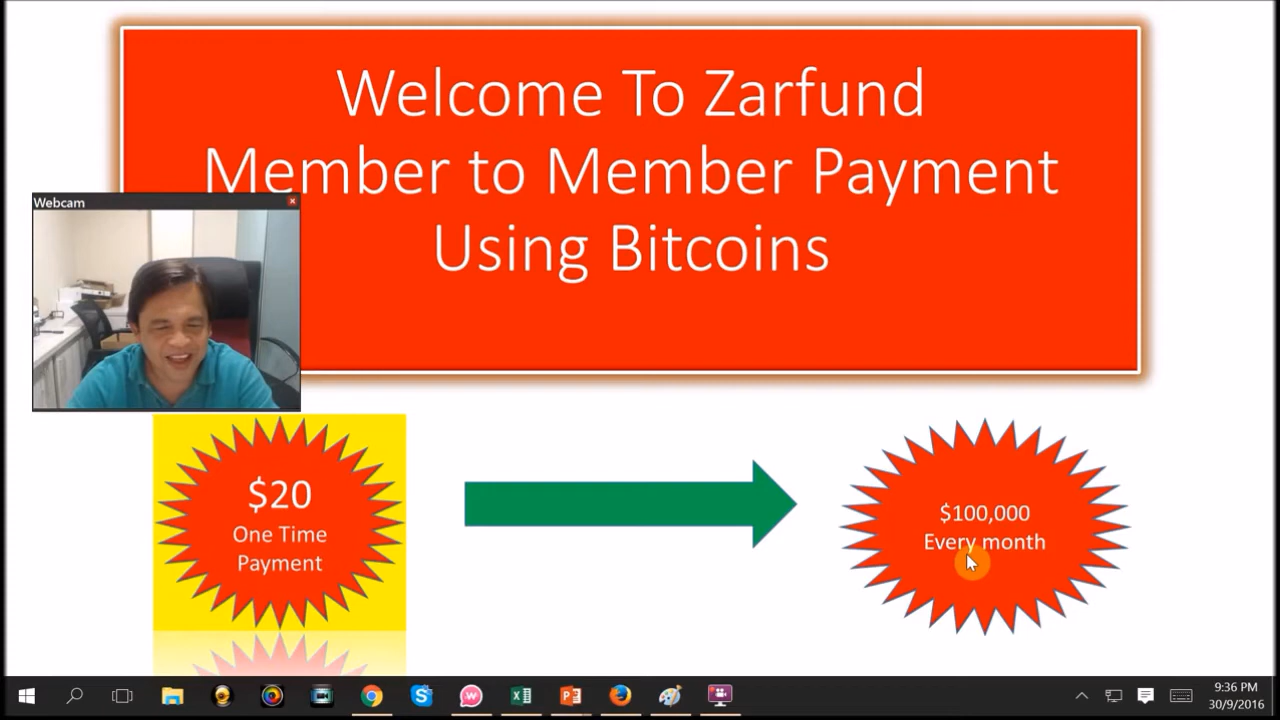 Welcome To Zarfund
Member to Member Payment
Using Bitcoins
Webcam
$20
One Time
Payment
$100,000
Every month
9:36 PM
30/9/2016